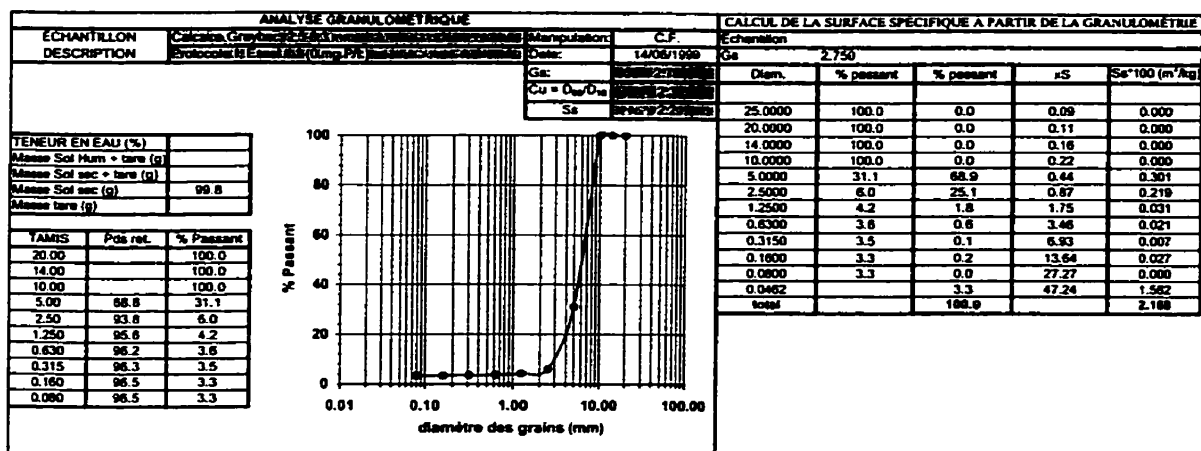 ANALYSE GRANULOMÉTRIQUE
ÉCHANTILLON
Manipulation: C.F.
DESCRIPTION
Date: 14/06/1999
Gs:
Cu = D60/D10
Ss
TENEUR EN EAU (%)
Masse Sol Hum + tare (g)
Masse Sol sec + tare (g)
Masse Sol sec (g) 99.8
Masse tare (g)
TAMIS Pds ret. % Passant
20.00 100.0
14.00 100.0
10.00 100.0
5.00 68.8 31.1
2.50 93.8 6.0
1.250 95.6 4.2
0.630 96.2 3.6
0.315 96.3 3.5
0.160 96.5 3.3
0.080 96.5 3.3
% Passant
100
80
60
40
20
0
0.01 0.10 1.00 10.00 100.00
diamètre des grains (mm)
CALCUL DE LA SURFACE SPÉCIFIQUE A PARTIR DE LA GRANULOMÉTRIE
Échantillon
Gs 2.750
Diam. % passant % passant xS Ss*100 (m²/kg)
25.0000 100.0 0.0 0.09 0.000
20.0000 100.0 0.0 0.11 0.000
14.0000 100.0 0.0 0.16 0.000
10.0000 100.0 0.0 0.22 0.000
5.0000 31.1 68.9 0.44 0.301
2.5000 6.0 25.1 0.87 0.219
1.2500 4.2 1.8 1.75 0.031
0.6300 3.6 0.6 3.46 0.021
0.3150 3.5 0.1 6.93 0.007
0.1600 3.3 0.2 13.64 0.027
0.0800 3.3 0.0 27.27 0.000
0.0462 3.3 47.24 1.562
total 2.168